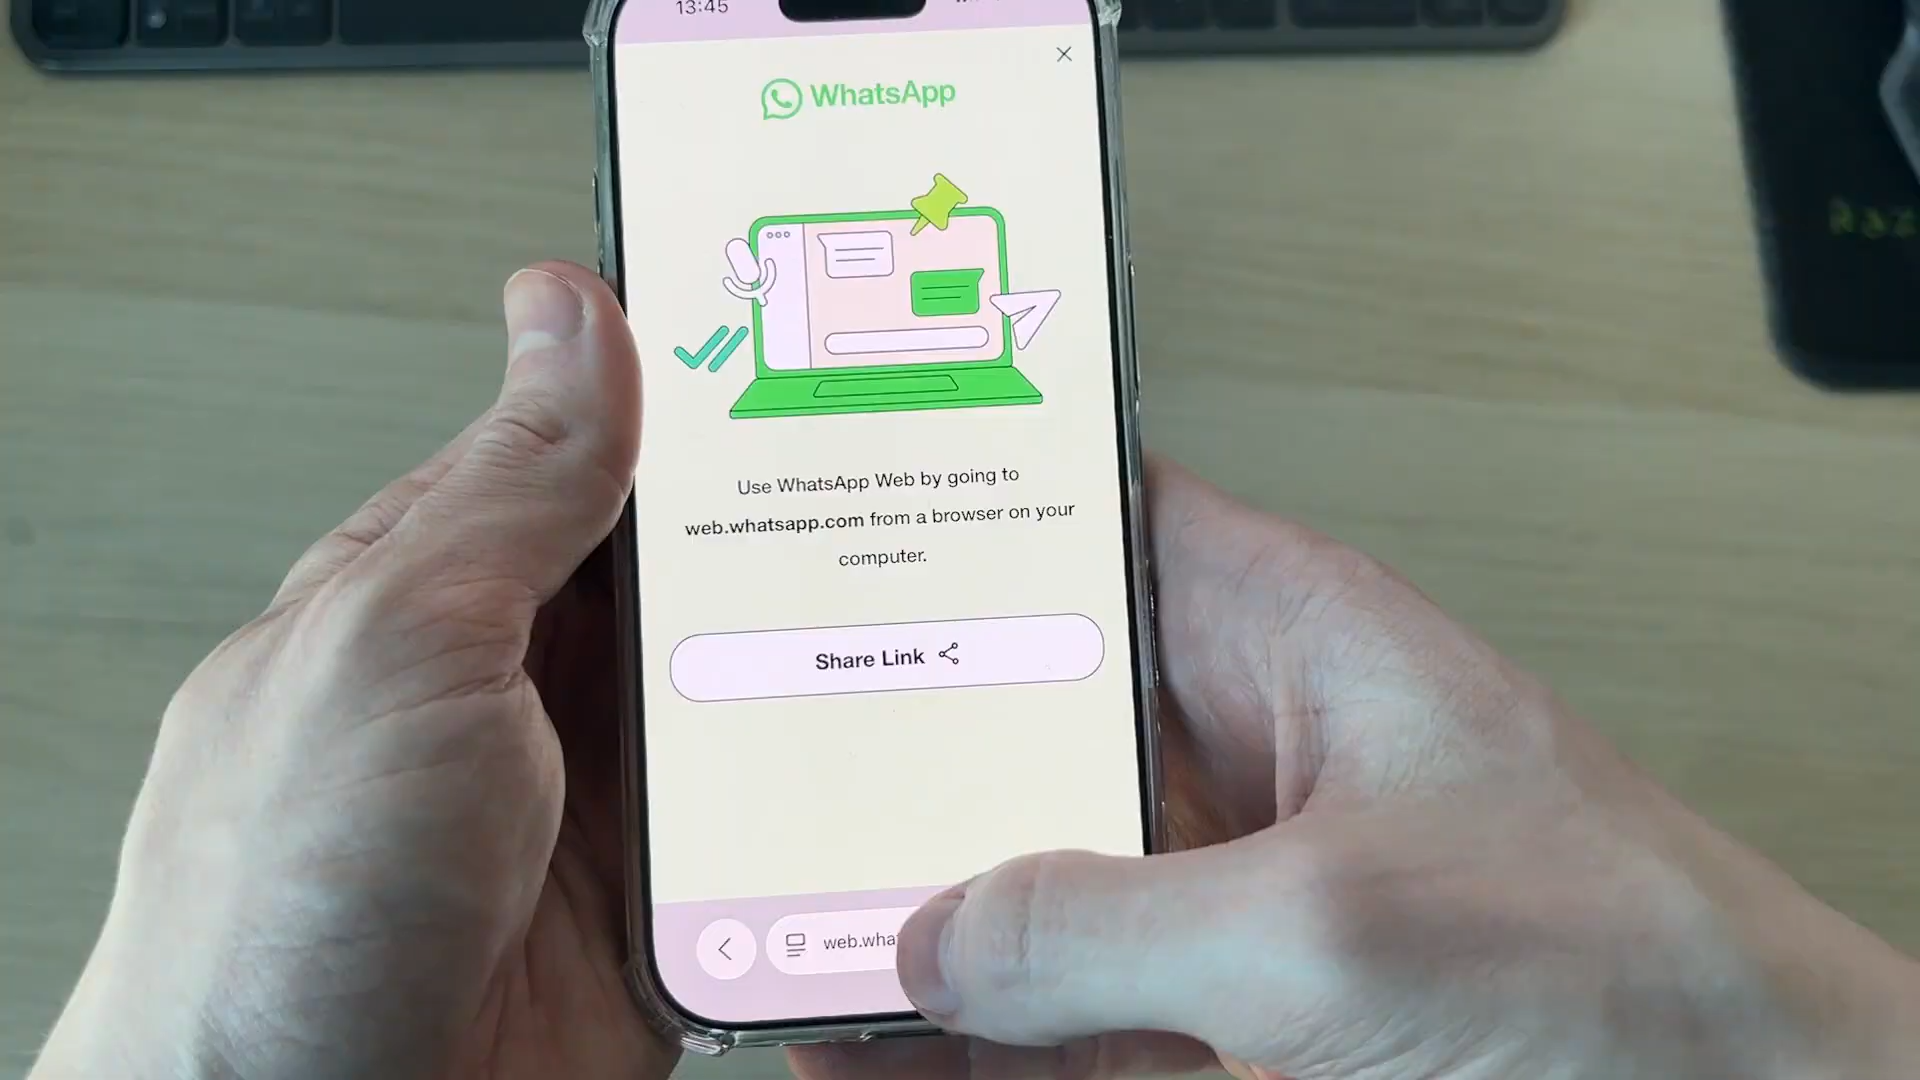 13:45
WhatsApp
Use WhatsApp Web by going to
web.whatsapp.com from a browser on your
computer.
Share Link
web.wha
Raz